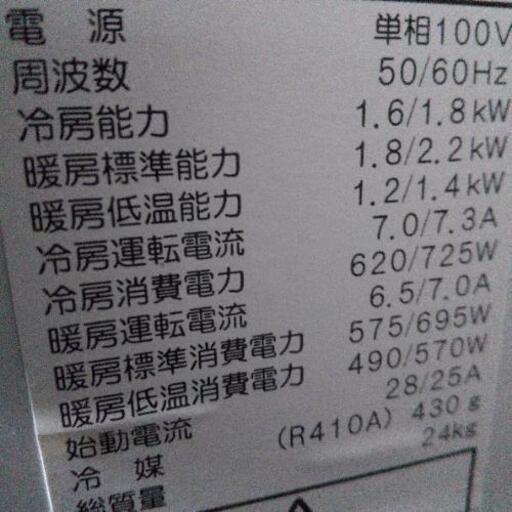 電 源 単相100V
周波数 50/60Hz
冷房能力 1.6/1.8kW
暖房標準能力 1.8/2.2kW
暖房低温能力 1.2/1.4kW
冷房運転電流 7.0/7.3A
冷房消費電力 620/725W
暖房運転電流 6.5/7.0A
暖房標準消費電力 575/695W
暖房低温消費電力 490/570W
始動電流 28/25A
冷 媒 (R410A) 430g
総質量 24kg